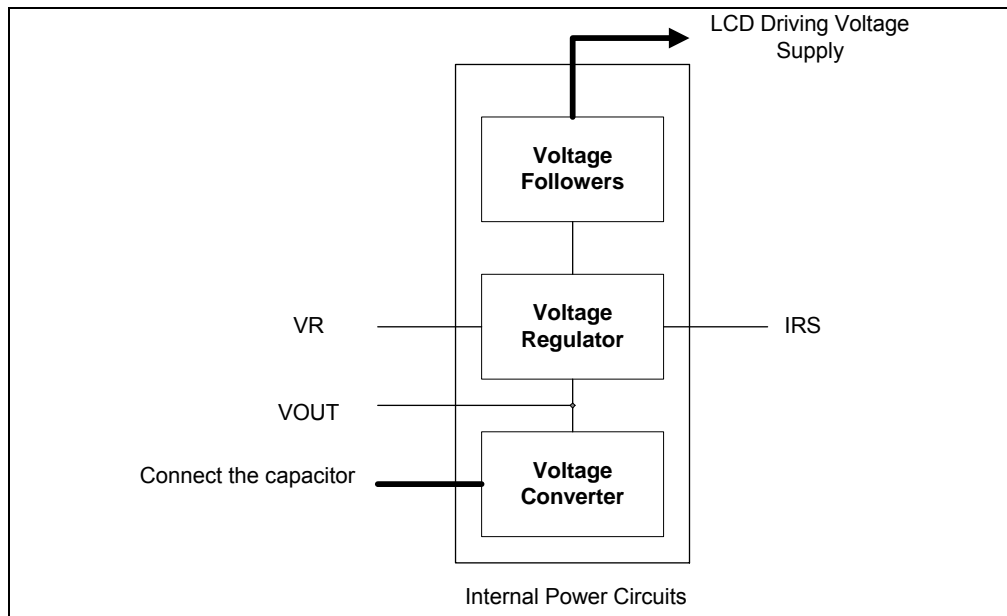 LCD Driving Voltage
Supply
Voltage
Followers
VR
Voltage
Regulator
IRS
VOUT
Connect the capacitor
Voltage
Converter
Internal Power Circuits